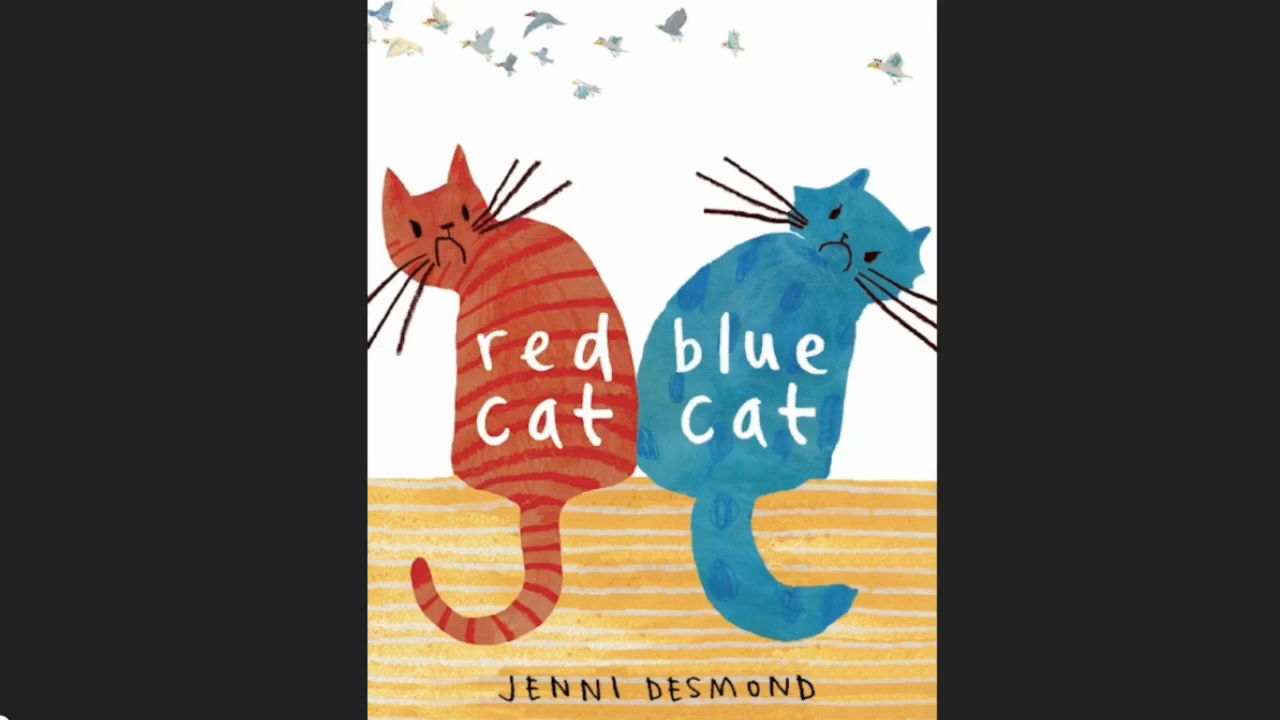 red
cat
blue
cat
JENNI DESMOND